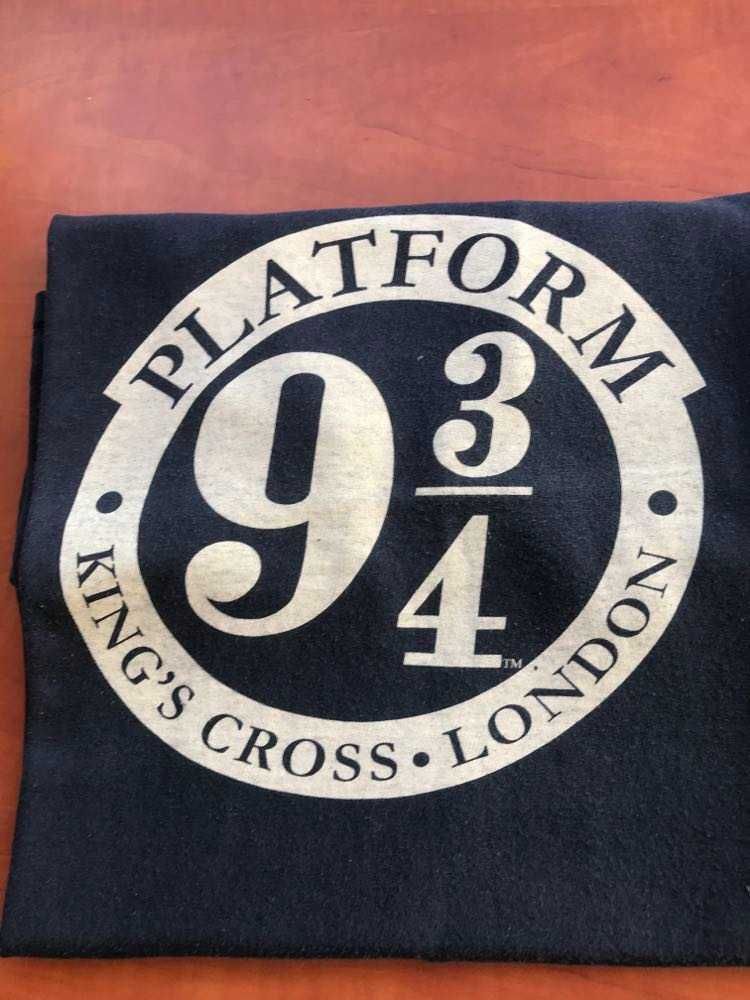 PLATFORM
9 3/4 ™
KING'S CROSS • LONDON